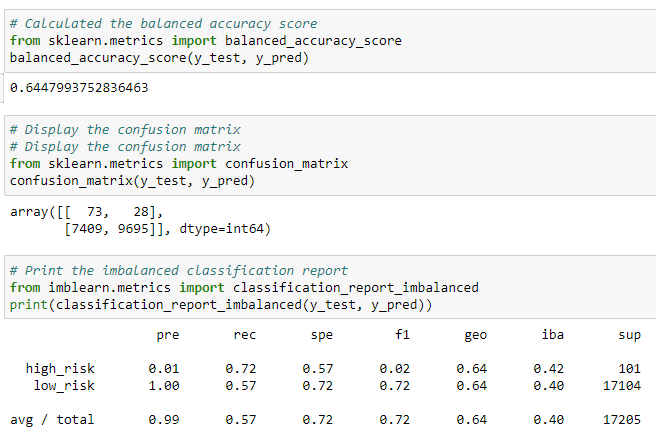 # Calculated the balanced accuracy score
from sklearn.metrics import balanced_accuracy_score
balanced_accuracy_score(y_test, y_pred)
0.6447993752836463
# Display the confusion matrix
# Display the confusion matrix
from sklearn.metrics import confusion_matrix
confusion_matrix(y_test, y_pred)
array([[  73,   28],
       [7409, 9695]], dtype=int64)
# Print the imbalanced classification report
from imblearn.metrics import classification_report_imbalanced
print(classification_report_imbalanced(y_test, y_pred))
                   pre       rec       spe        f1       geo       iba       sup
  high_risk       0.01      0.72      0.57      0.02      0.64      0.42       101
   low_risk       1.00      0.57      0.72      0.72      0.64      0.40     17104
avg / total       0.99      0.57      0.72      0.72      0.64      0.40     17205